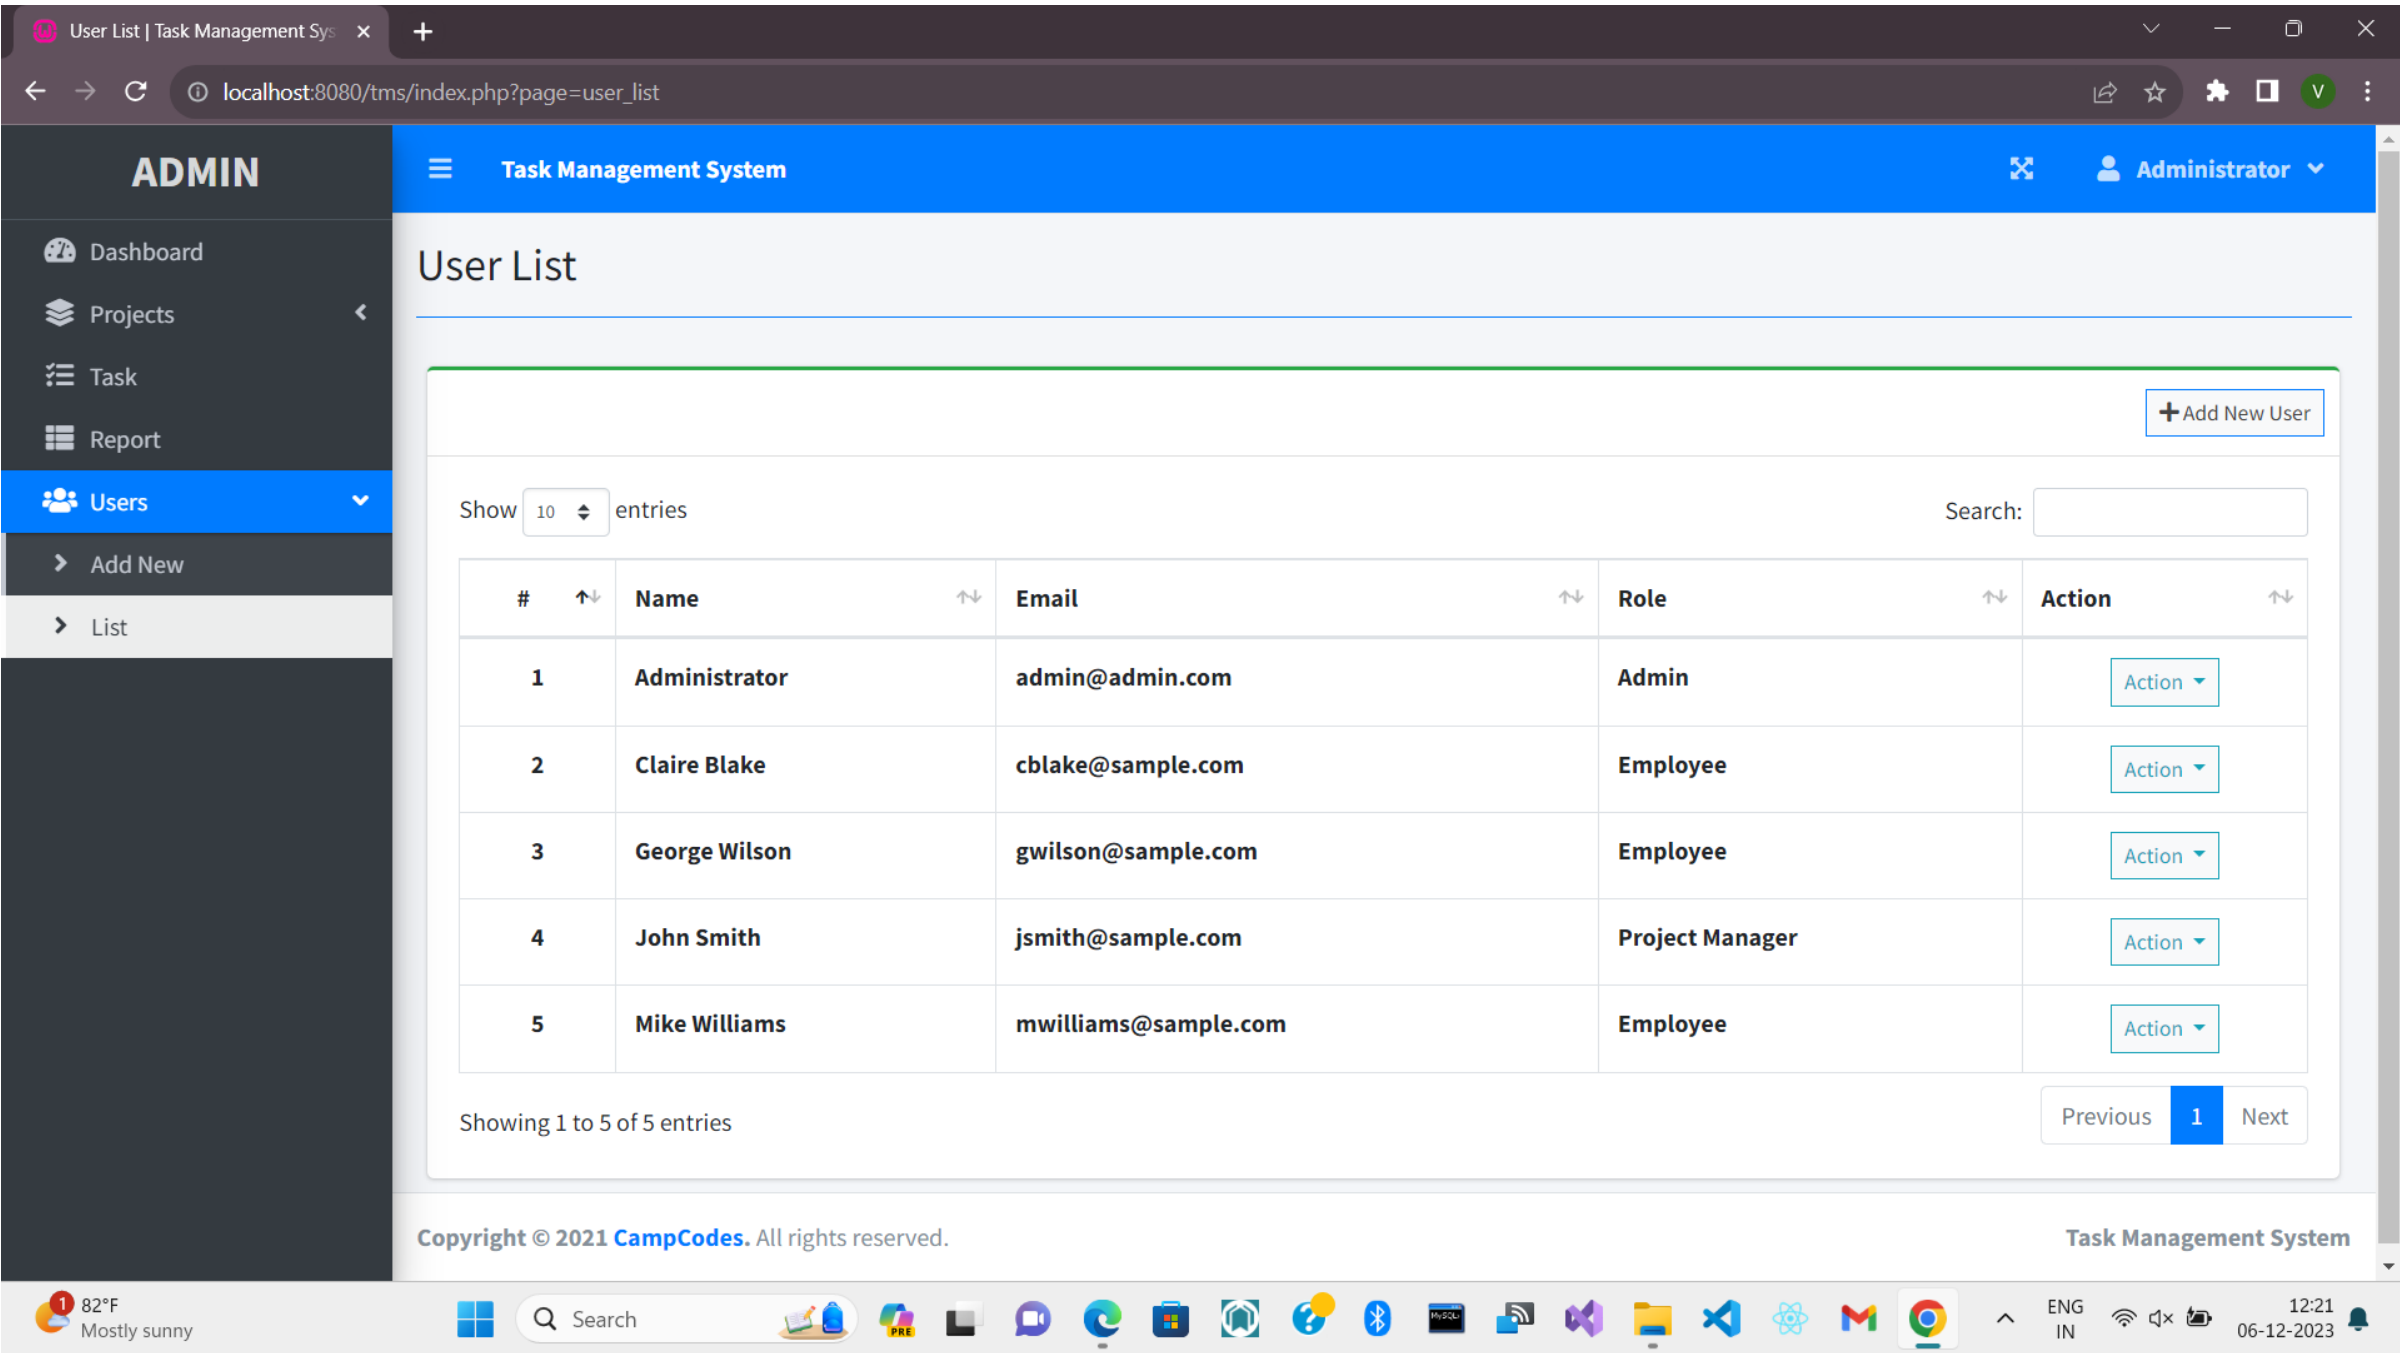 User List | Task Management Sys
localhost:8080/tms/index.php?page=user_list
V
ADMIN
Task Management System
Administrator
Dashboard
Projects
Task
Report
Users
Add New
List
User List
Add New User
Show 10 entries
Search:
# Name Email Role Action
1 Administrator admin@admin.com Admin Action
2 Claire Blake cblake@sample.com Employee Action
3 George Wilson gwilson@sample.com Employee Action
4 John Smith jsmith@sample.com Project Manager Action
5 Mike Williams mwilliams@sample.com Employee Action
Showing 1 to 5 of 5 entries
Previous 1 Next
Copyright © 2021 CampCodes. All rights reserved.
Task Management System
1
82°F
Mostly sunny
Search
PRE
MySQL
ENG
IN
12:21
06-12-2023